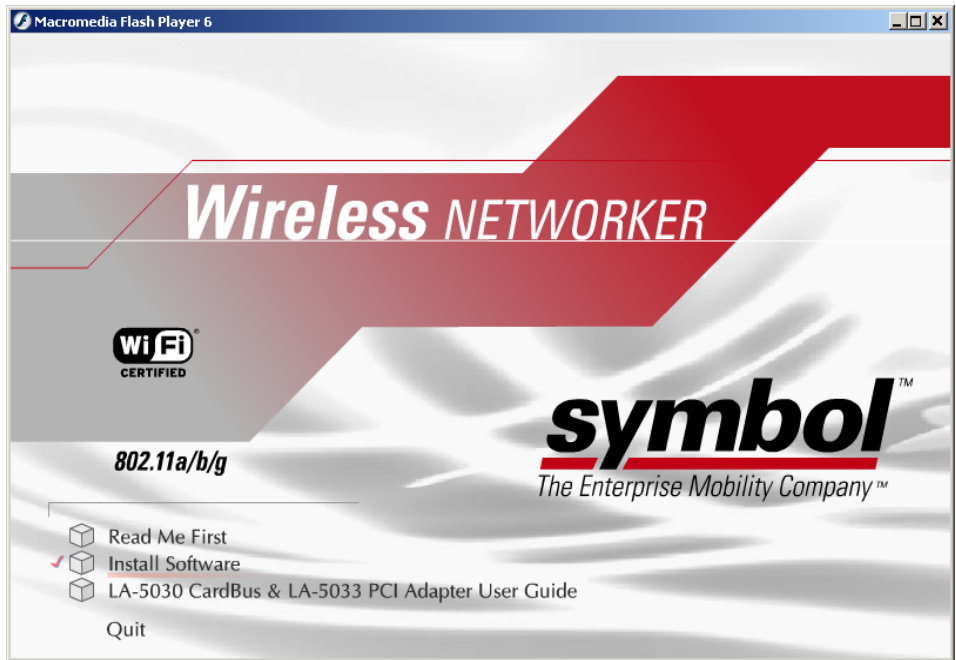 Macromedia Flash Player 6
Wireless NETWORKER
Wi Fi ®
CERTIFIED
802.11a/b/g
symbol™
The Enterprise Mobility Company™
Read Me First
Install Software
LA-5030 CardBus & LA-5033 PCI Adapter User Guide
Quit